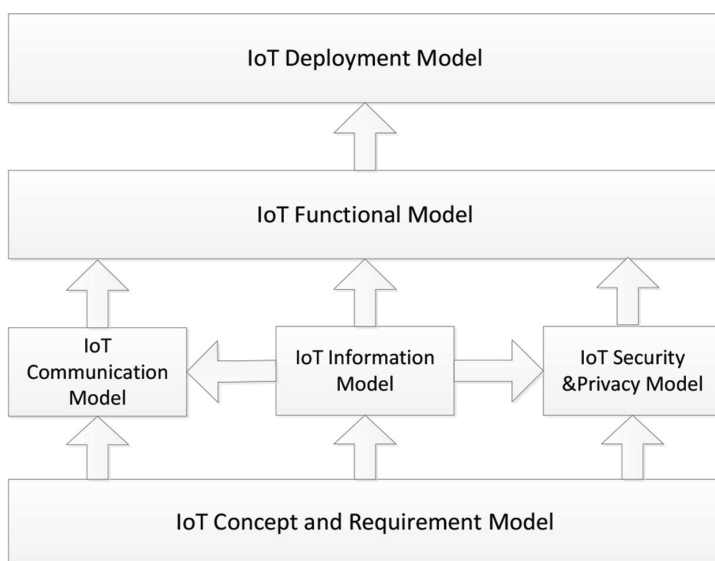 IoT Deployment Model
IoT Functional Model
IoT
Communication
Model
IoT Information
Model
IoT Security
&Privacy Model
IoT Concept and Requirement Model